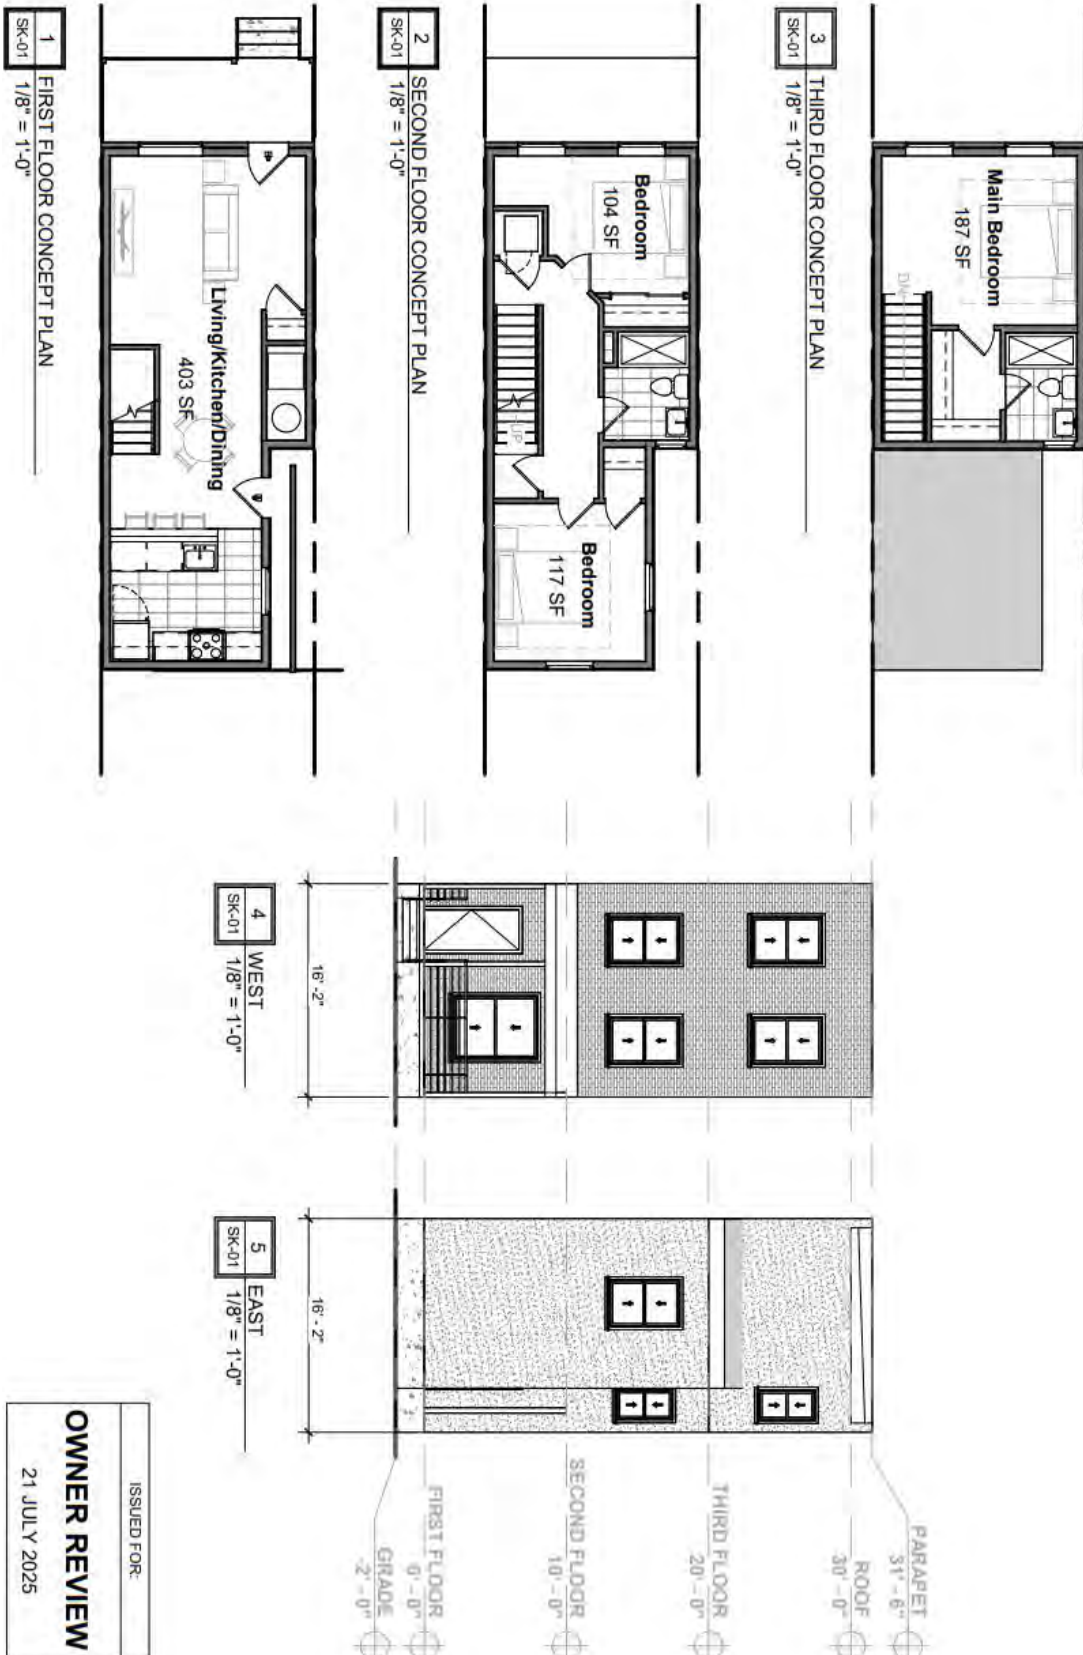 1
SK-01
FIRST FLOOR CONCEPT PLAN
1/8" = 1'-0"
Living/Kitchen/Dining
403 SF
2
SK-01
SECOND FLOOR CONCEPT PLAN
1/8" = 1'-0"
Bedroom
104 SF
UP
Bedroom
117 SF
3
SK-01
THIRD FLOOR CONCEPT PLAN
1/8" = 1'-0"
Main Bedroom
187 SF
DN
4
SK-01
WEST
1/8" = 1'-0"
16'-2"
5
SK-01
EAST
1/8" = 1'-0"
16' - 2"
PARAPET
31' - 6"
ROOF
30' - 0"
THIRD FLOOR
20' - 0"
SECOND FLOOR
10' - 0"
FIRST FLOOR
0' - 0"
GRADE
-2' - 0"
ISSUED FOR:
OWNER REVIEW
21 JULY 2025